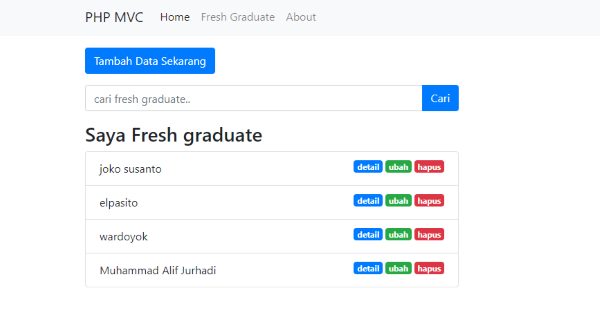 PHP MVC Home Fresh Graduate About
Tambah Data Sekarang
cari fresh graduate.. Cari
Saya Fresh graduate
joko susanto detail ubah hapus
elpasito detail ubah hapus
wardoyok detail ubah hapus
Muhammad Alif Jurhadi detail ubah hapus